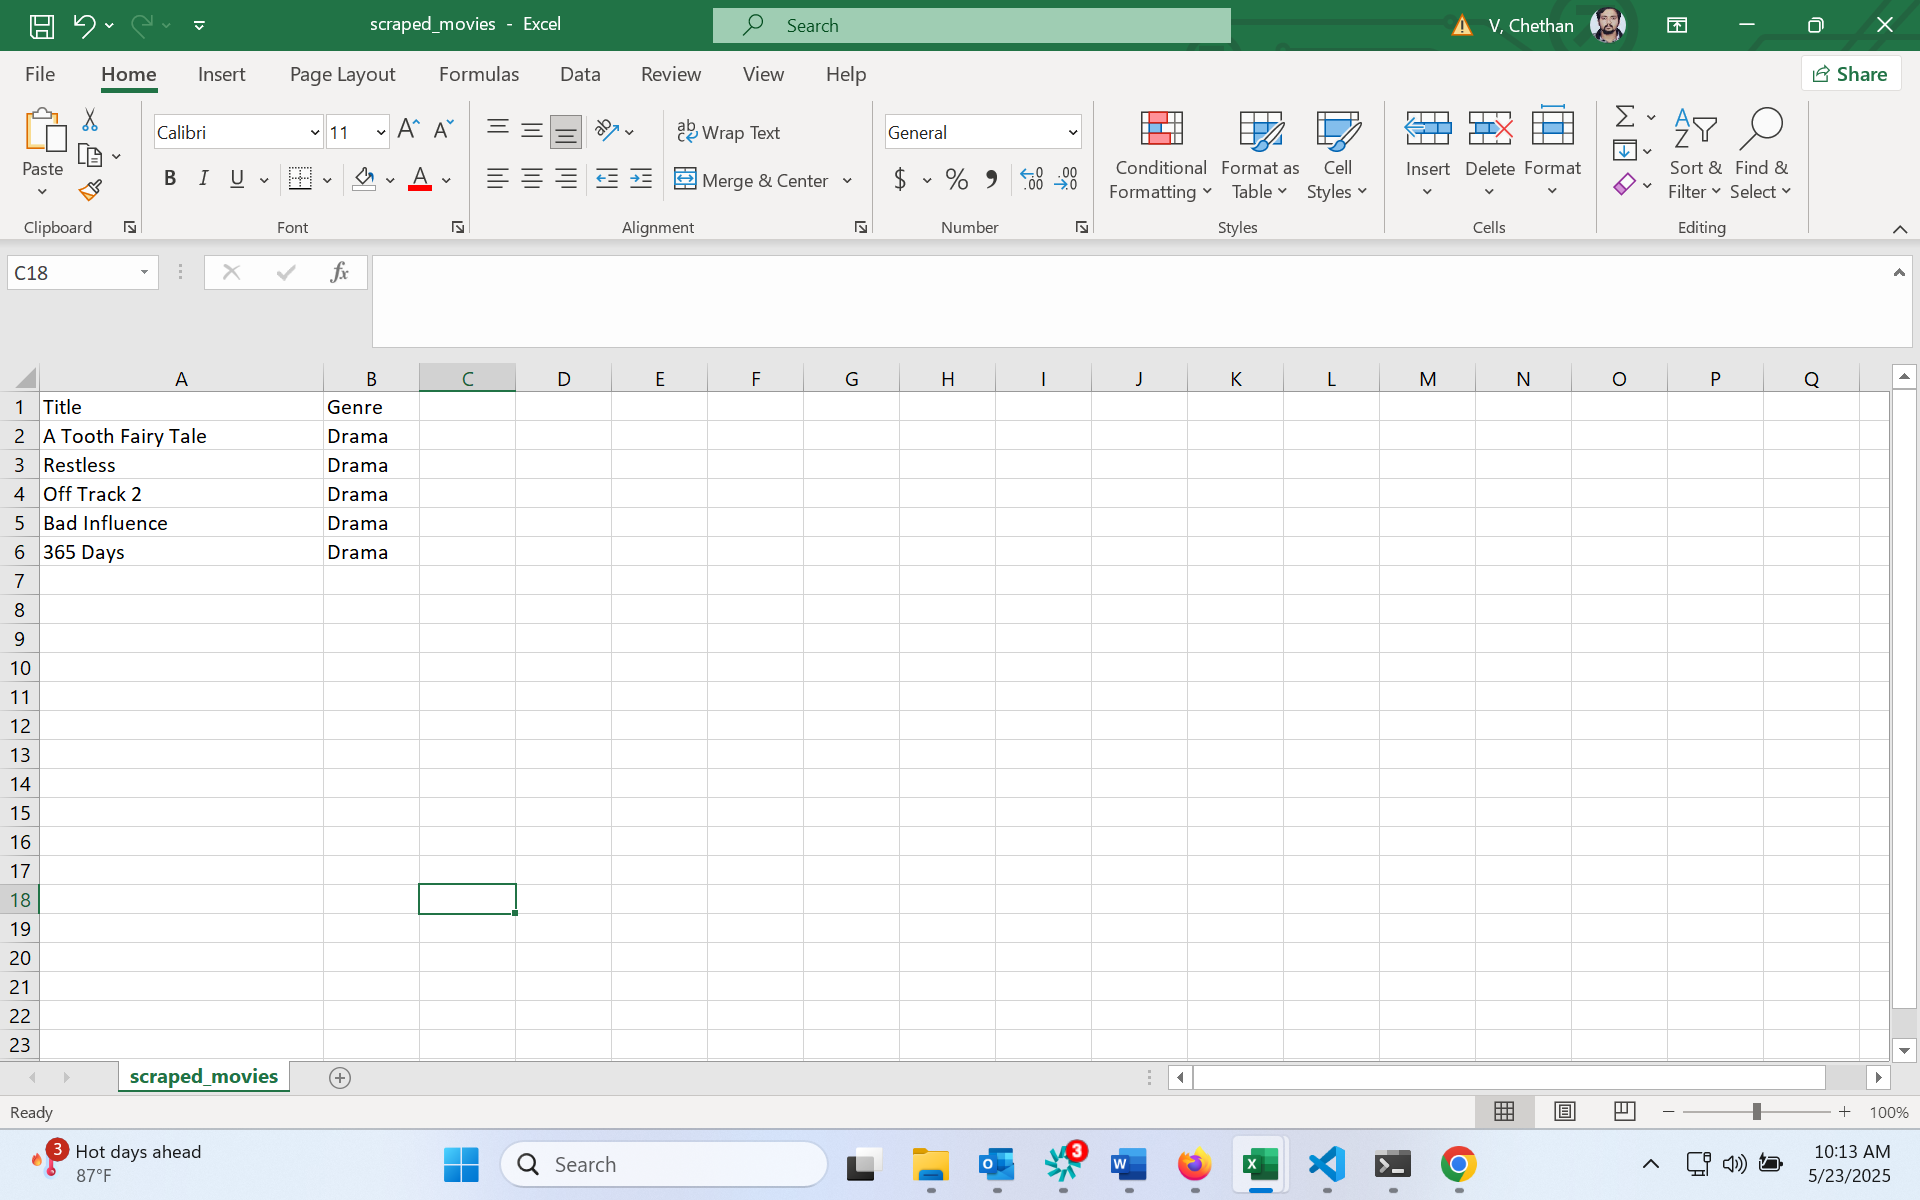 scraped_movies - Excel
Search
V, Chethan
File Home Insert Page Layout Formulas Data Review View Help
Share
Paste
Clipboard
Calibri 11
B I U A
Font
ab Wrap Text
Merge & Center
Alignment
General
$ % 9 .00 .00
Number
Conditional Formatting
Format as Table
Cell Styles
Styles
Insert Delete Format
Cells
Sort & Filter
Find & Select
Editing
C18
fx
A B C D E F G H I J K L M N O P Q
1 Title Genre
2 A Tooth Fairy Tale Drama
3 Restless Drama
4 Off Track 2 Drama
5 Bad Influence Drama
6 365 Days Drama
7
8
9
10
11
12
13
14
15
16
17
18
19
20
21
22
23
scraped_movies
Ready
100%
3 Hot days ahead
87°F
Search
3
10:13 AM
5/23/2025